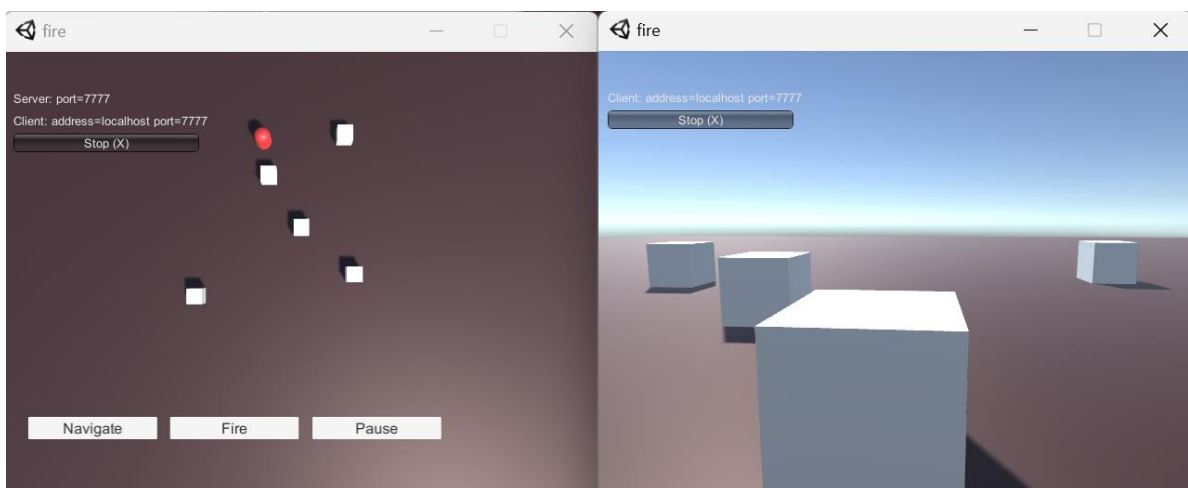 fire
Server: port=7777
Client: address=localhost port=7777
Stop (X)
Navigate
Fire
Pause
fire
Client: address=localhost port=7777
Stop (X)